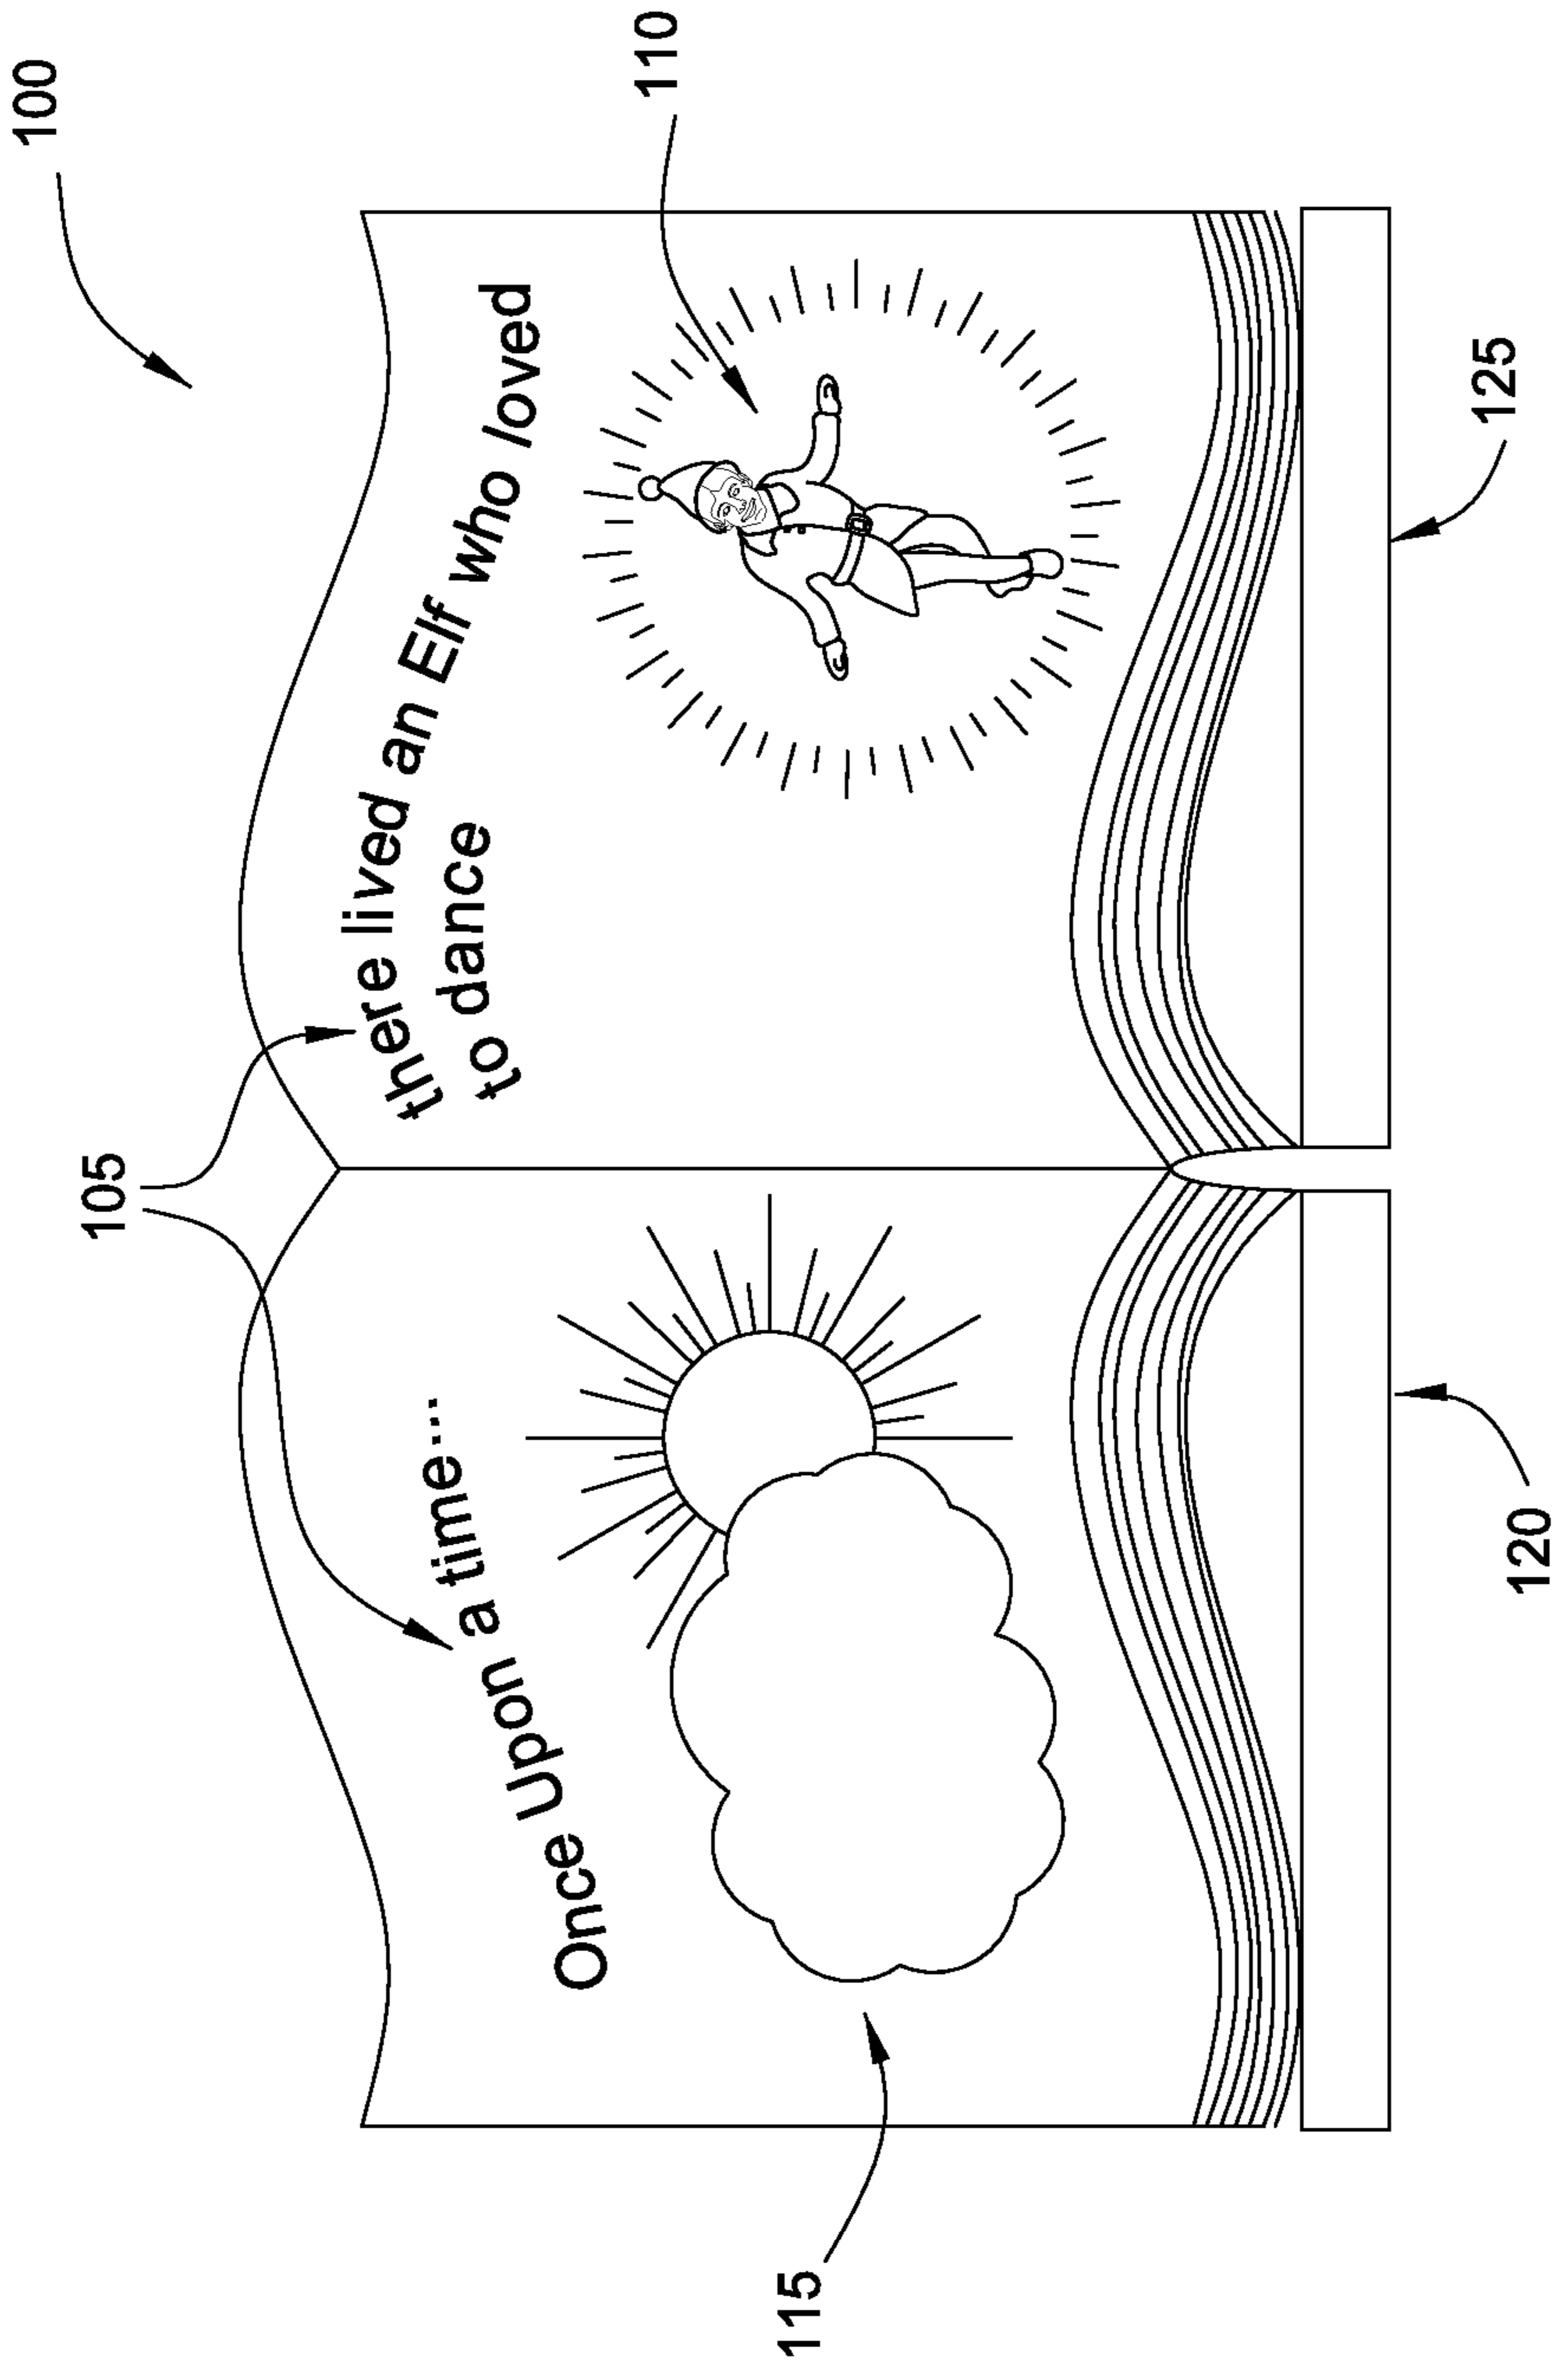 100
105
110
Once Upon a time...
there lived an Elf who loved
to dance
115
120
125